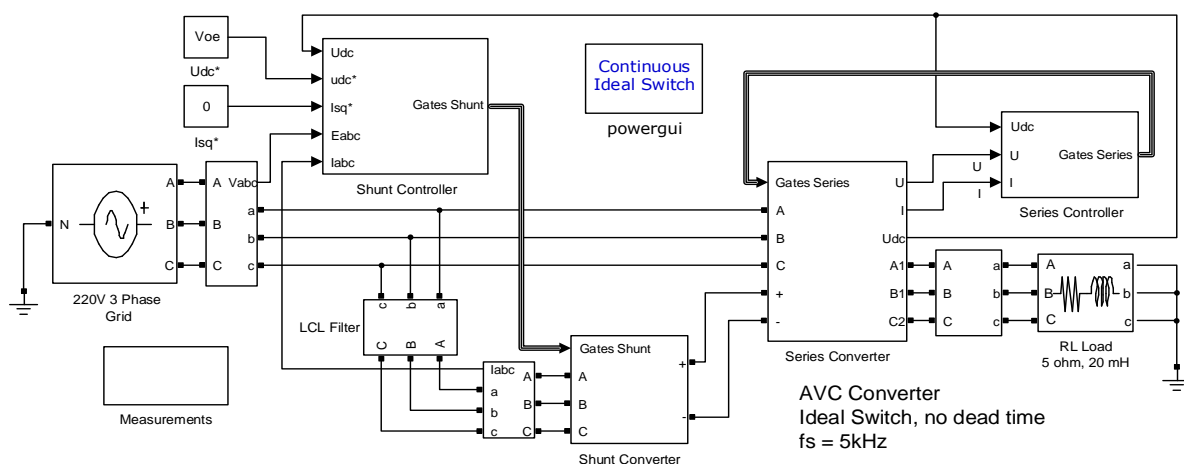 Voe
Udc*
0
Isq*
Udc
udc*
Isq*
Eabc
Iabc
Gates Shunt
Shunt Controller
Continuous
Ideal Switch
powergui
Udc
U
I
Gates Series
U
I
Series Controller
N
A
B
C
+
220V 3 Phase
Grid
A
B
C
Vabc
a
b
c
Gates Series
A
B
C
+
-
U
I
Udc
A1
B1
C2
Series Converter
A
B
C
a
b
c
A
B
C
a
b
c
RL Load
5 ohm, 20 mH
LCL Filter
c
b
a
C
B
A
Iabc
a
b
c
A
B
C
Gates Shunt
A
B
C
+
-
Shunt Converter
Measurements
AVC Converter
Ideal Switch, no dead time
fs = 5kHz